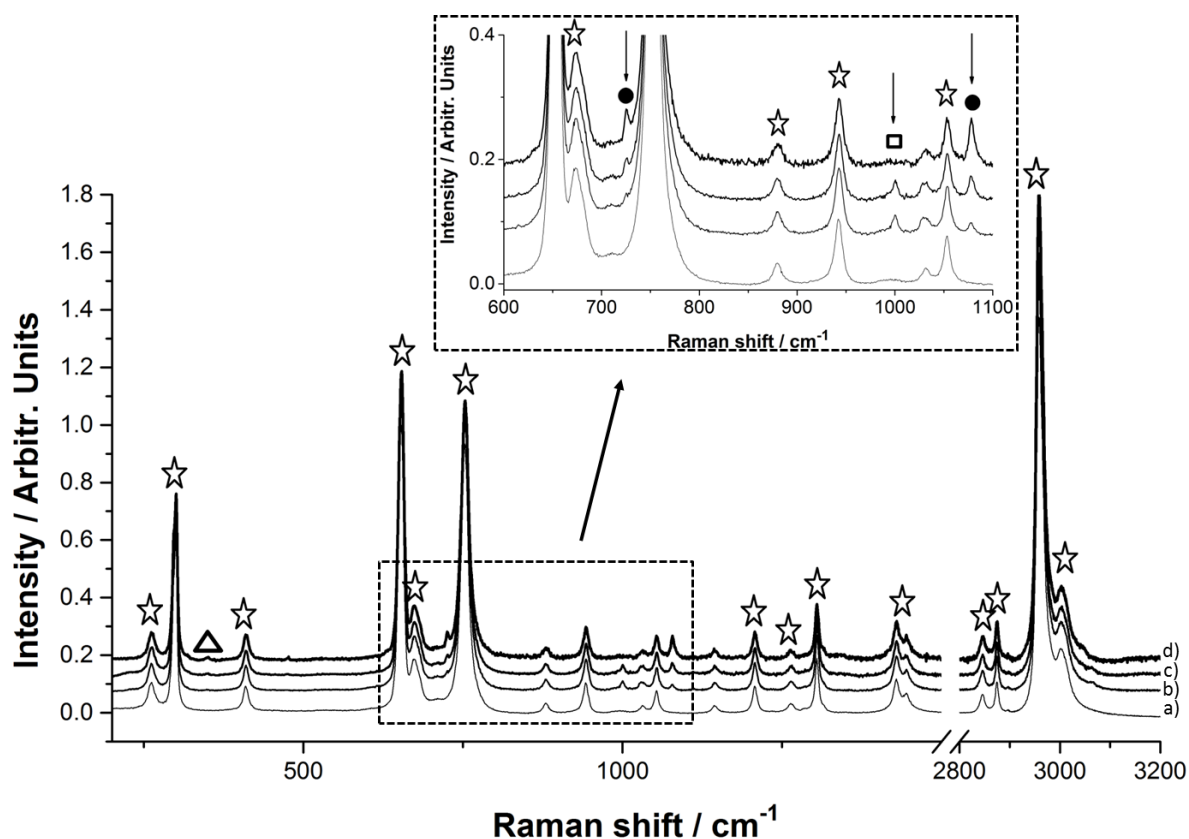 0.4
0.2
0.0
Intensity / Arbitr. Units
600 700 800 900 1000 1100
Raman shift / cm-1
1.8
1.6
1.4
1.2
1.0
0.8
0.6
0.4
0.2
0.0
Intensity / Arbitr. Units
d)
c)
b)
a)
500 1000 2800 3000 3200
Raman shift / cm-1